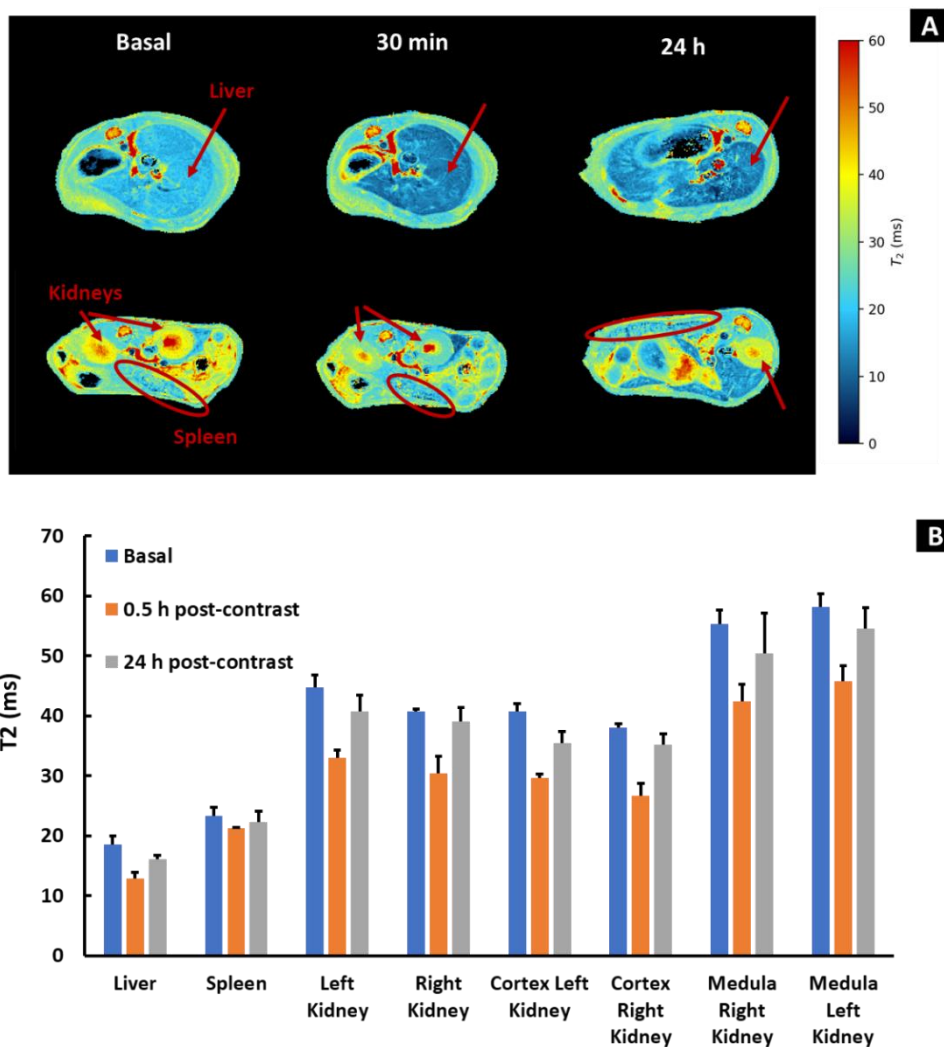 A
Basal
30 min
24 h
Liver
Kidneys
Spleen
60
50
40
30
20
10
0
T₂ (ms)
B
70
60
50
40
30
20
10
0
T2 (ms)
Basal
0.5 h post-contrast
24 h post-contrast
Liver
Spleen
Left
Kidney
Right
Kidney
Cortex Left
Kidney
Cortex
Right
Kidney
Medula
Right
Kidney
Medula
Left
Kidney